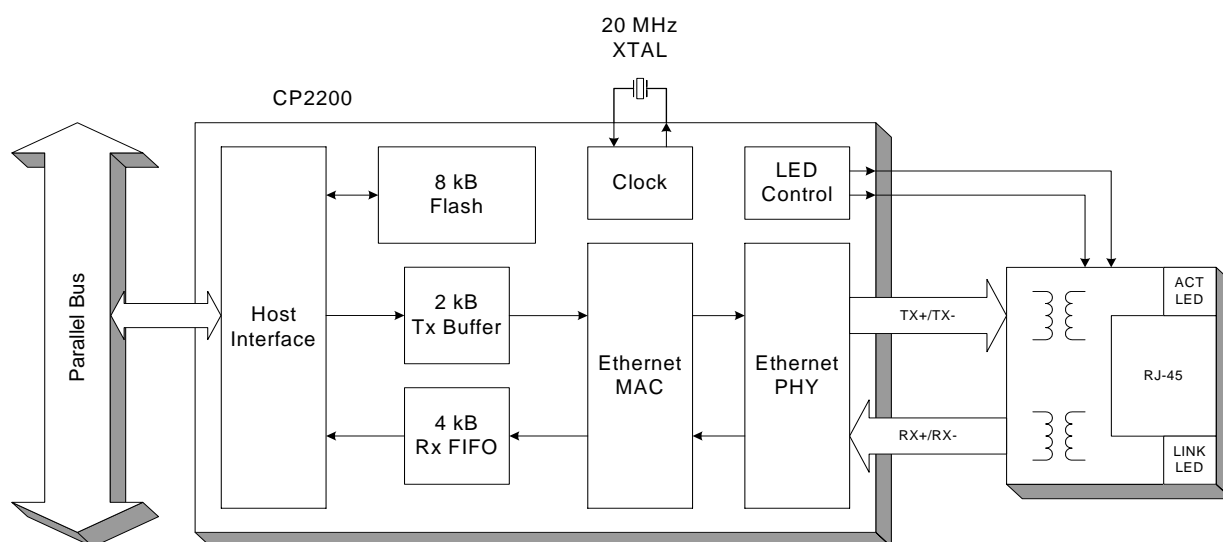 20 MHz
XTAL
CP2200
Parallel Bus
Host
Interface
8 kB
Flash
2 kB
Tx Buffer
4 kB
Rx FIFO
Clock
Ethernet
MAC
LED
Control
Ethernet
PHY
TX+/TX-
RX+/RX-
ACT
LED
RJ-45
LINK
LED